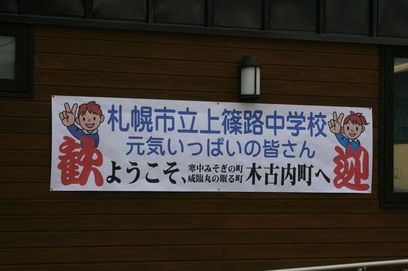 札幌市立上篠路中学校
元気いっぱいの皆さん
歓 ようこそ、寒中みそぎの町 咸臨丸の眠る町 木古内町へ 迎